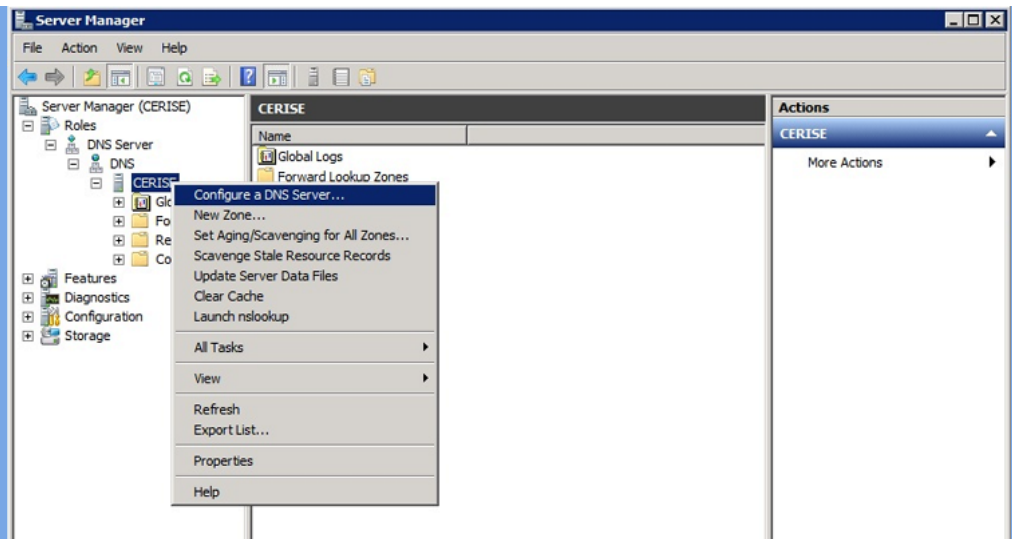 Server Manager
File Action View Help
Server Manager (CERISE)
Roles
DNS Server
DNS
CERISE
Features
Diagnostics
Configuration
Storage
CERISE
Name
Global Logs
Forward Lookup Zones
Configure a DNS Server...
New Zone...
Set Aging/Scavenging for All Zones...
Scavenge Stale Resource Records
Update Server Data Files
Clear Cache
Launch nslookup
All Tasks
View
Refresh
Export List...
Properties
Help
Actions
CERISE
More Actions